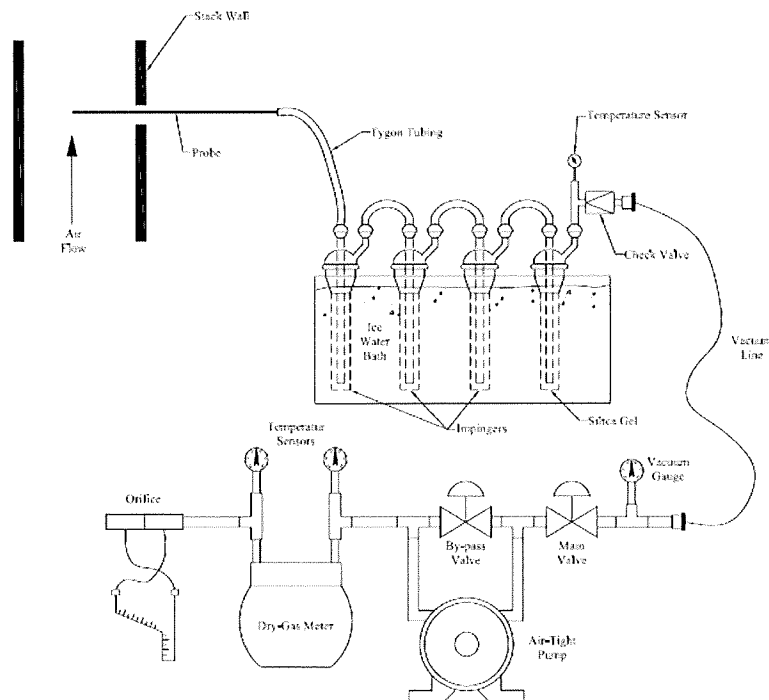 Stack Wall
Probe
Tygon Tubing
Air
Flow
Temperature Sensor
Check Valve
Ice
Water
Bath
Vacuum
Line
Impingers
Silica Gel
Temperatur
Sensors
Vacuum
Gauge
Orifice
By-pass
Valve
Main
Valve
Dry-Gas Meter
Air-Tight
Pump